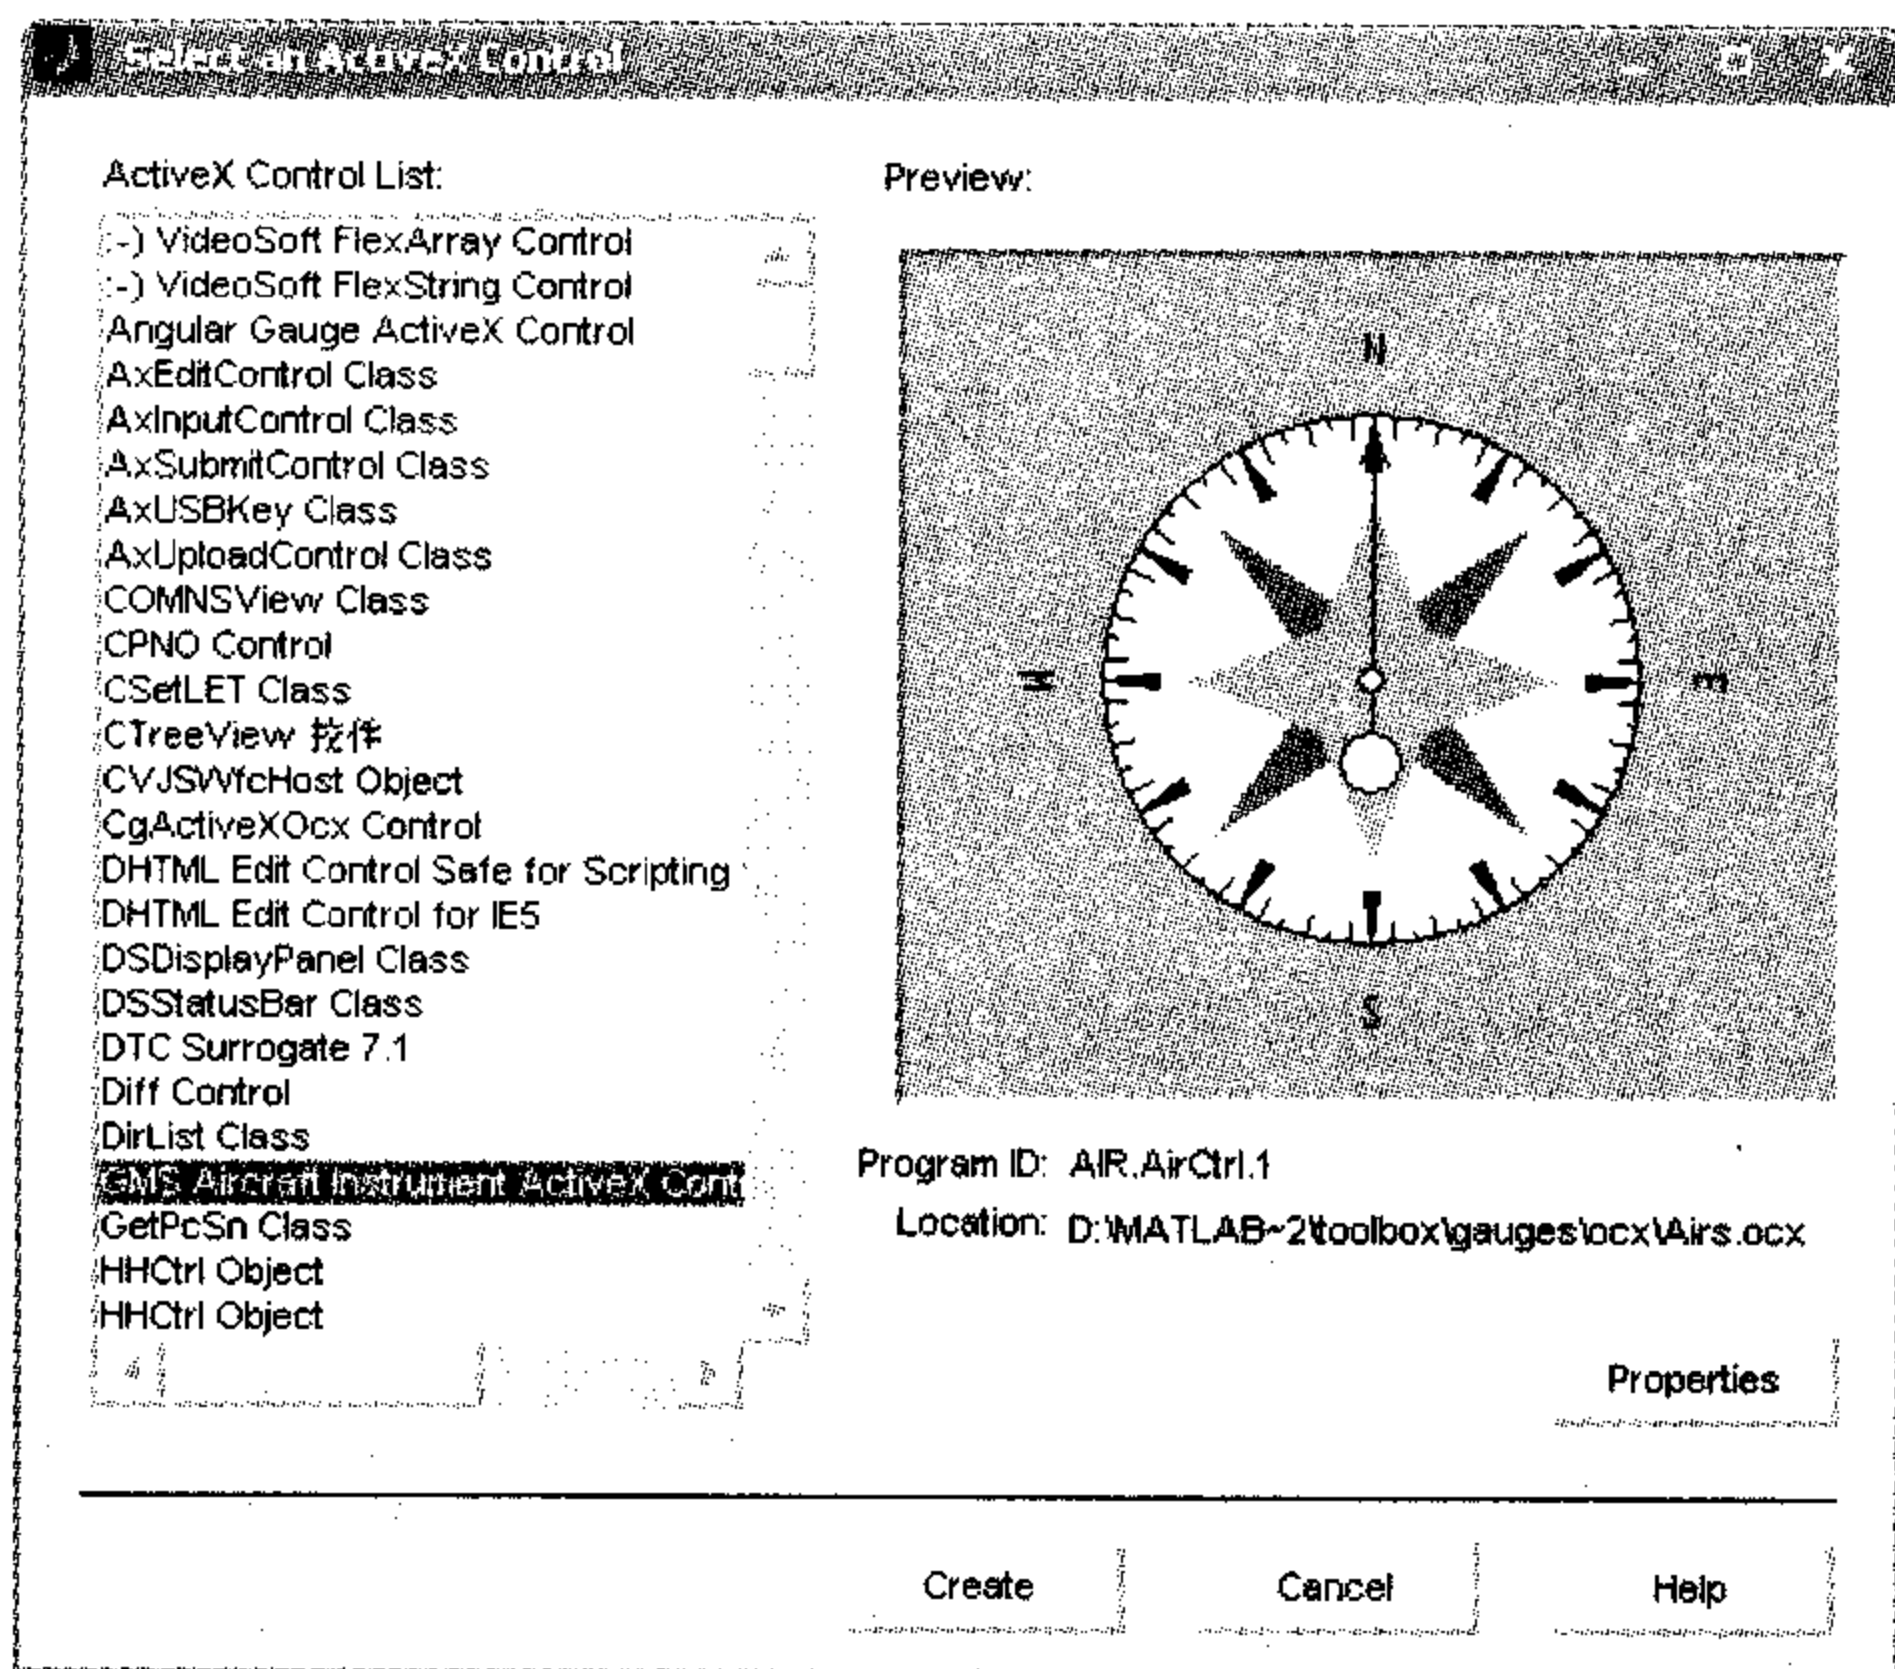 Select an ActiveX Control
ActiveX Control List:
:-) VideoSoft FlexArray Control
:-) VideoSoft FlexString Control
Angular Gauge ActiveX Control
AxEditControl Class
AxInputControl Class
AxSubmitControl Class
AxUSBKey Class
AxUploadControl Class
COMNSView Class
CPNO Control
CSetLET Class
CTreeView 控件
CVJSWfcHost Object
CgActiveXOcx Control
DHTML Edit Control Safe for Scripting
DHTML Edit Control for IE5
DSDisplayPanel Class
DSStatusBar Class
DTC Surrogate 7.1
Diff Control
DirList Class
GMS Aircraft Instrument ActiveX Cont
GetPcSn Class
HHCtrl Object
HHCtrl Object
Preview:
N
W
E
S
Program ID: AIR.AirCtrl.1
Location: D:\MATLAB~2\toolbox\gauges\ocx\Airs.ocx
Properties
Create
Cancel
Help